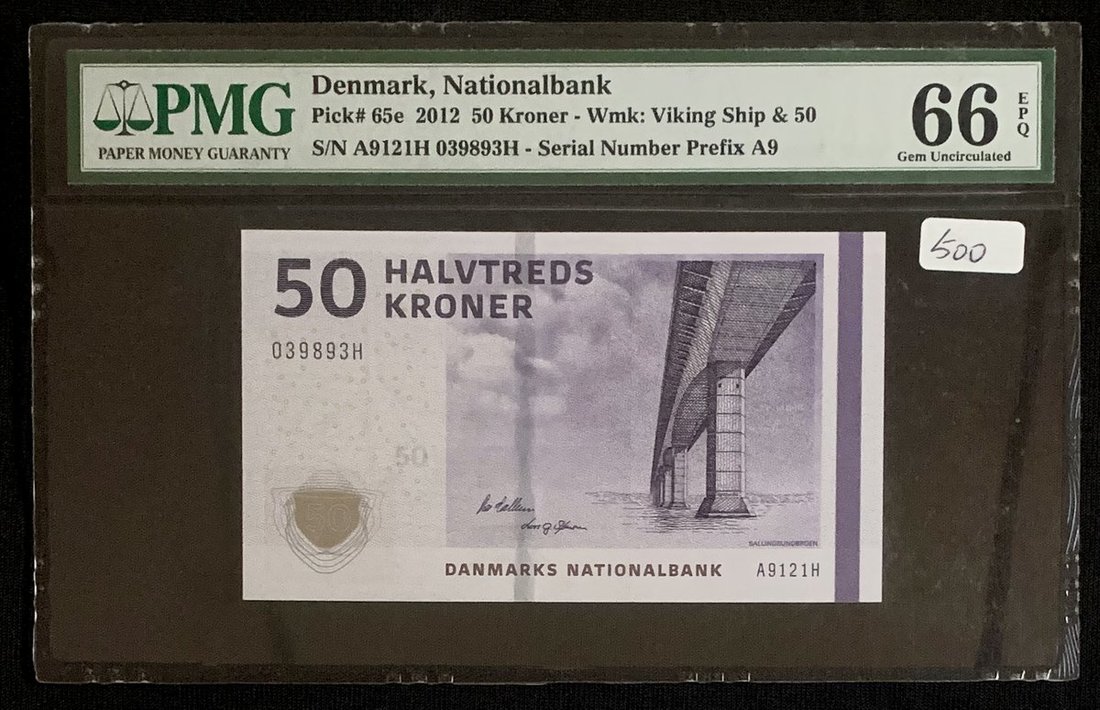 PMG
PAPER MONEY GUARANTY
Denmark, Nationalbank
Pick# 65e 2012 50 Kroner - Wmk: Viking Ship & 50
S/N A9121H 039893H - Serial Number Prefix A9
66
EPQ
Gem Uncirculated
500
50 HALVTREDS
KRONER
039893H
50
SALLINGSUNDBROEN
DANMARKS NATIONALBANK A9121H